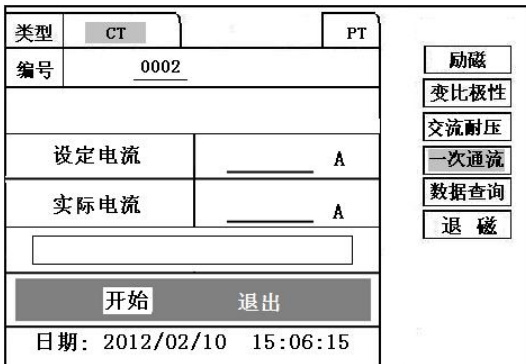 类型 CT PT
编号 0002
设定电流 A
实际电流 A
开始 退出
日期: 2012/02/10 15:06:15
励磁
变比极性
交流耐压
一次通流
数据查询
退 磁